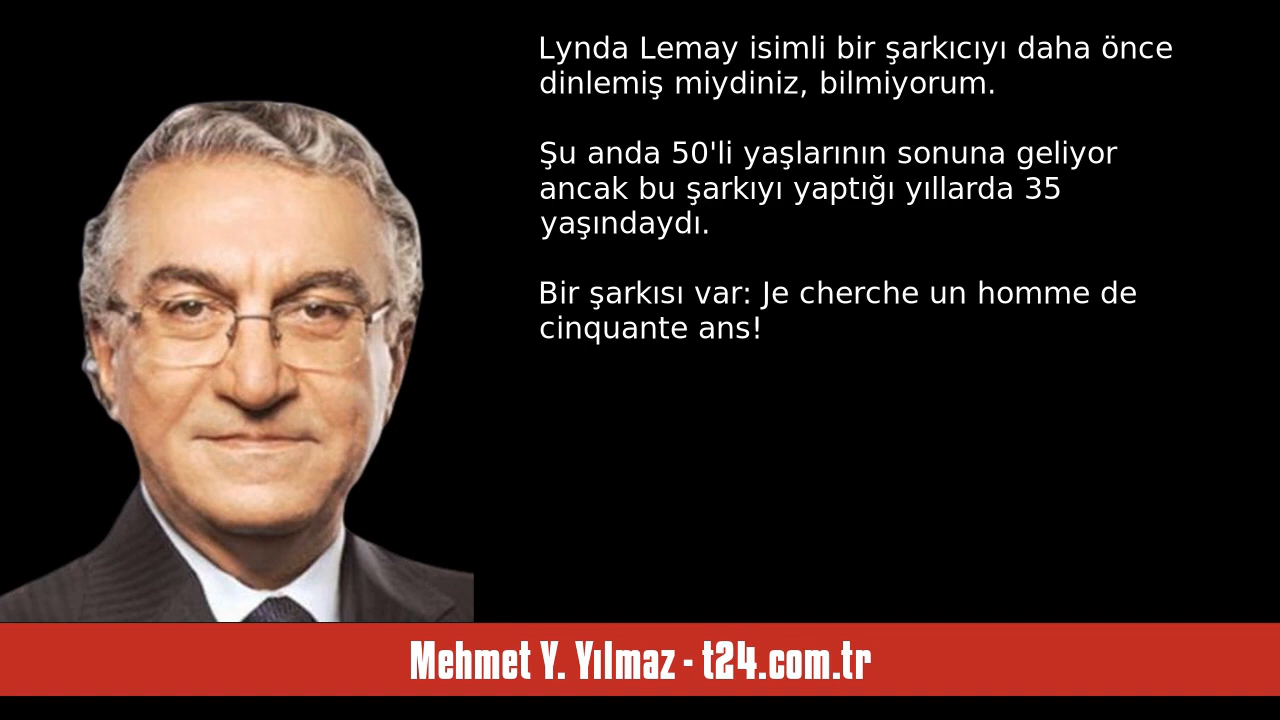 Lynda Lemay isimli bir şarkıcıyı daha önce
dinlemiş miydiniz, bilmiyorum.
Şu anda 50'li yaşlarının sonuna geliyor
ancak bu şarkıyı yaptığı yıllarda 35
yaşındaydı.
Bir şarkısı var: Je cherche un homme de
cinquante ans!
Mehmet Y. Yılmaz - t24.com.tr